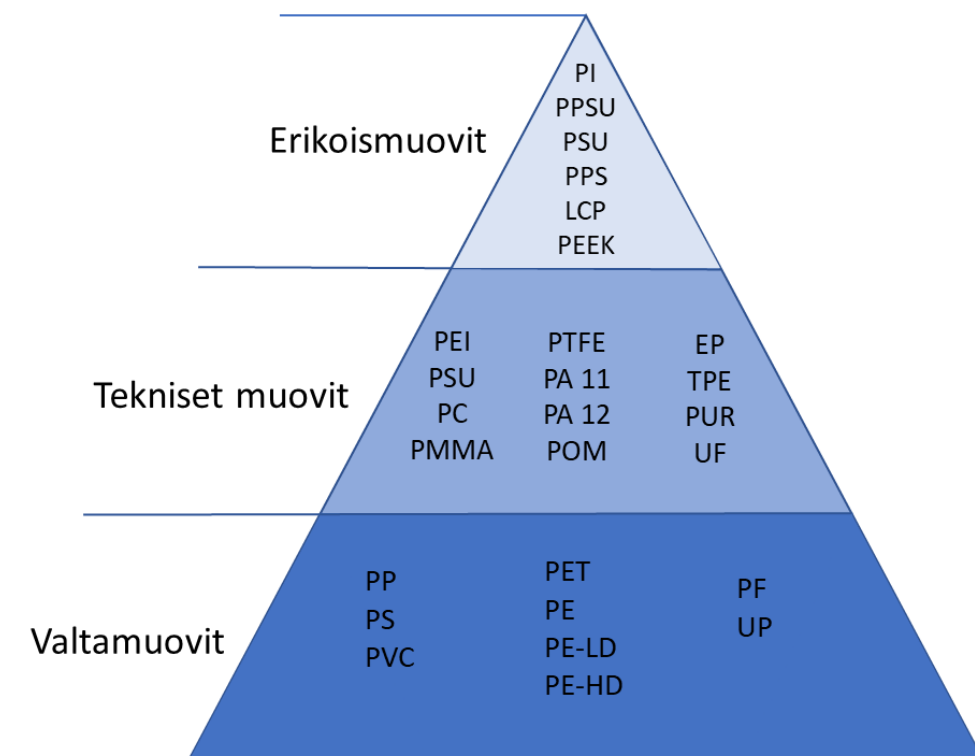 Erikoismuovit
PI
PPSU
PSU
PPS
LCP
PEEK
Tekniset muovit
PEI
PSU
PC
PMMA
PTFE
PA 11
PA 12
POM
EP
TPE
PUR
UF
Valtamuovit
PP
PS
PVC
PET
PE
PE-LD
PE-HD
PF
UP